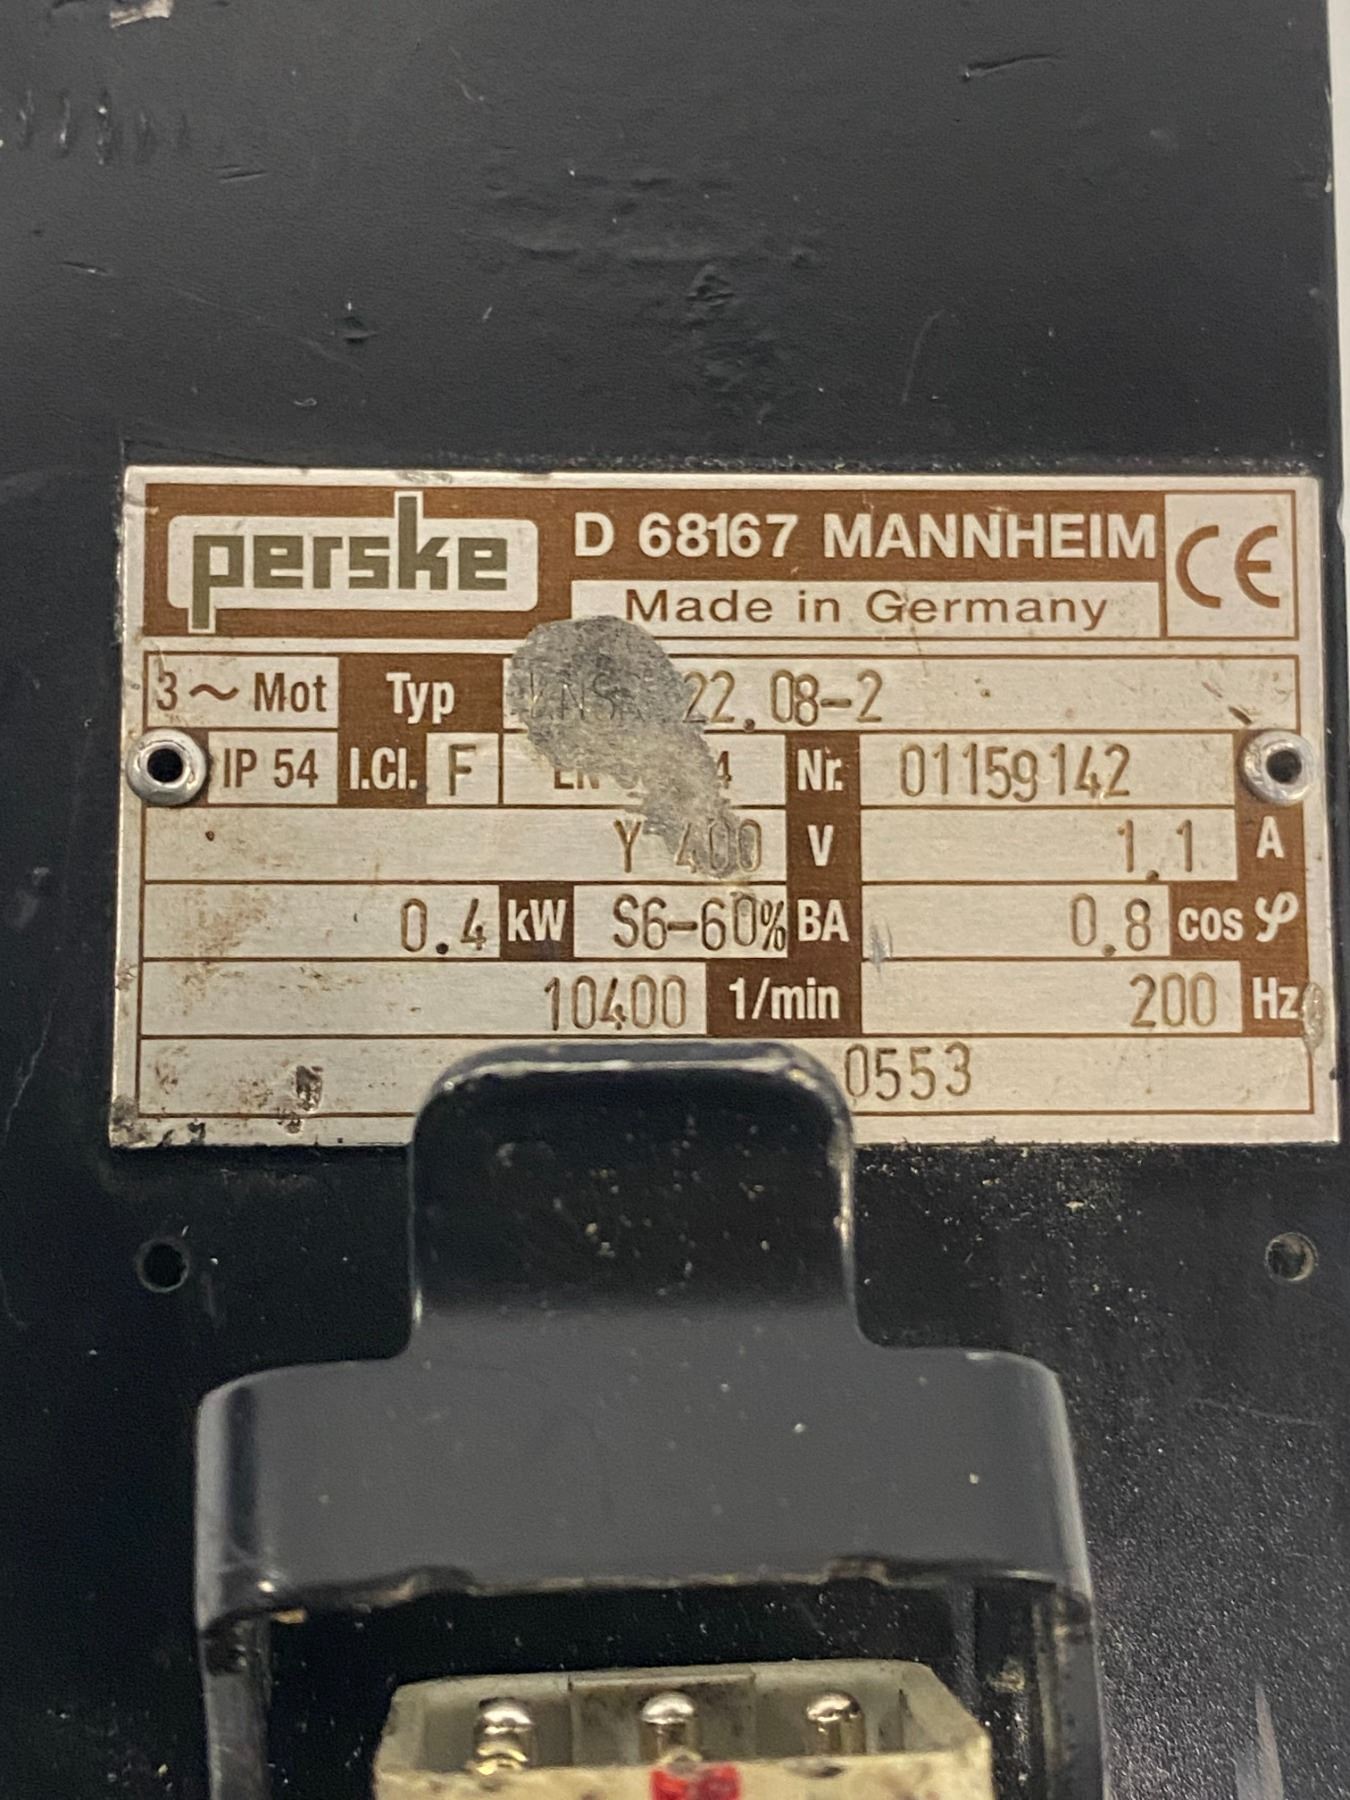 perske
D 68167 MANNHEIM CE
Made in Germany
3 ~ Mot Typ 22.08-2
IP 54 I.Cl. F EN Nr. 01159142
Y 400 V 1.1 A
0.4 kW S6-60% BA 0.8 cos φ
10400 1/min 200 Hz
0553